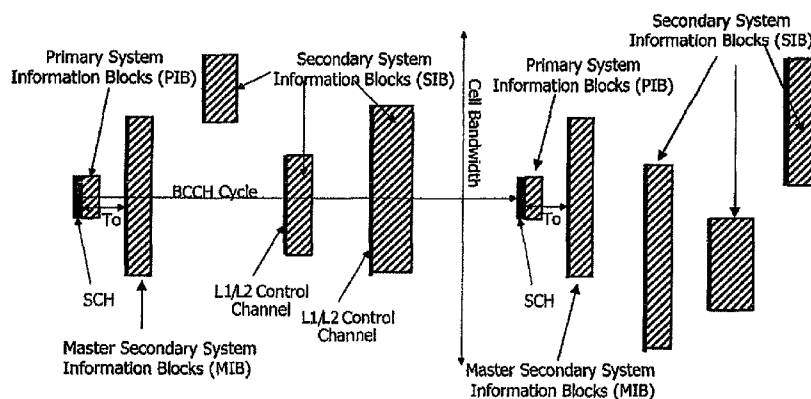 Primary System
Information Blocks (PIB)
Secondary System
Information Blocks (SIB)
Cell Bandwidth
Primary System
Information Blocks (PIB)
Secondary System
Information Blocks (SIB)
BCCH Cycle
To
To
SCH
L1/L2 Control
Channel
L1/L2 Control
Channel
SCH
Master Secondary System
Information Blocks (MIB)
Master Secondary System
Information Blocks (MIB)